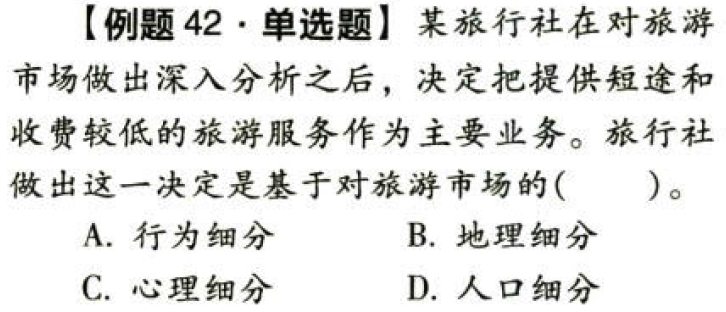 【例题 42·单选题】 某旅行社在对旅游
市场做出深入分析之后，决定把提供短途和
收费较低的旅游服务作为主要业务。旅行社
做出这一决定是基于对旅游市场的(  )。
A. 行为细分 B. 地理细分
C. 心理细分 D. 人口细分